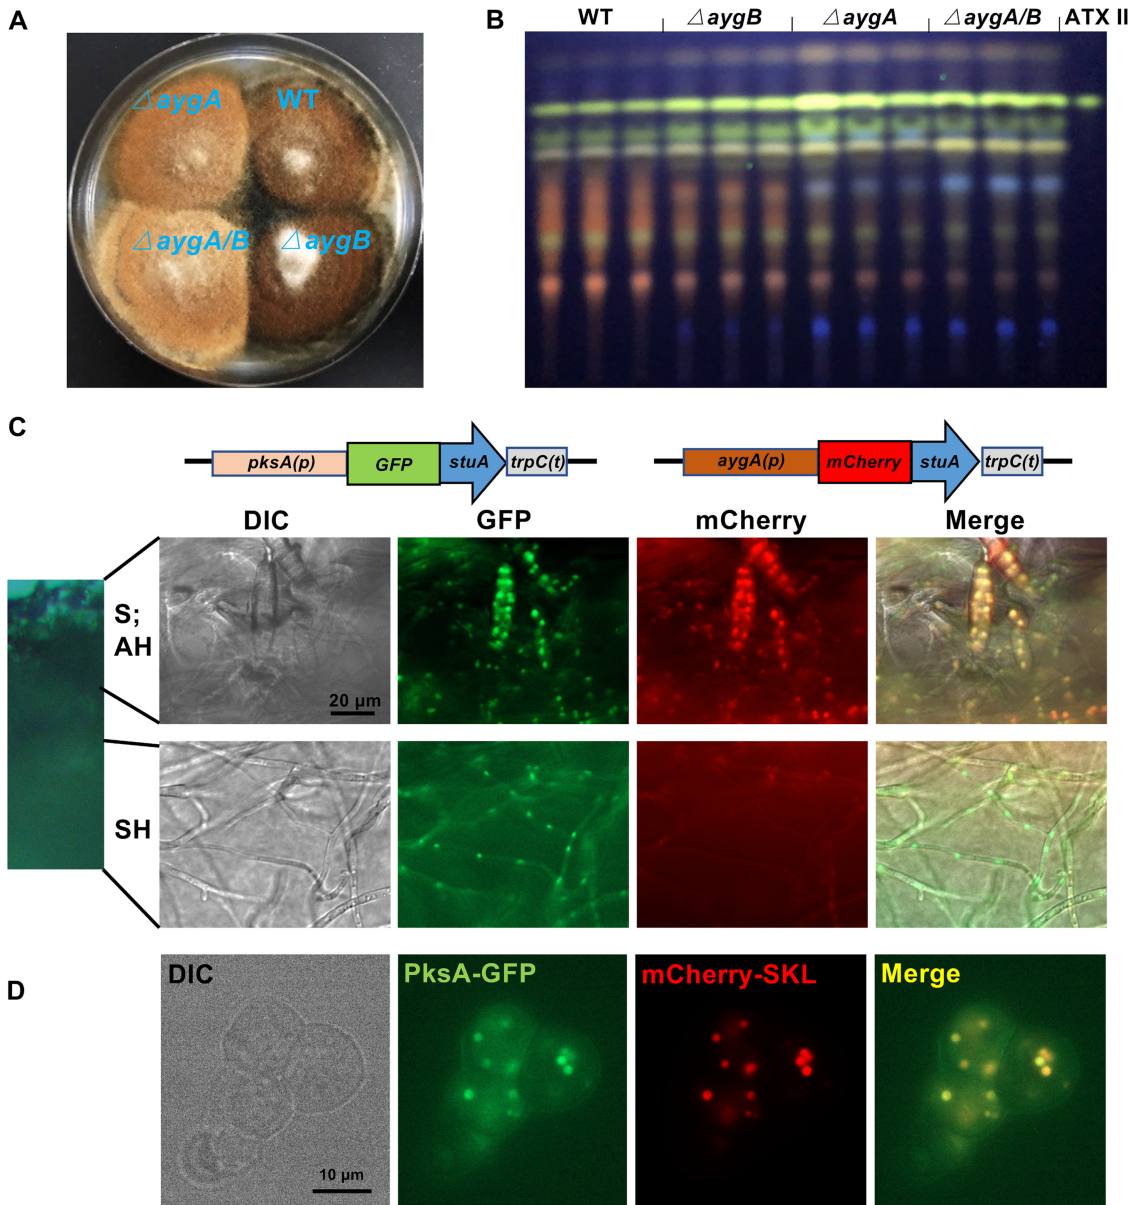 A
△aygA
WT
△aygA/B
△aygB
B
WT
△aygB
△aygA
△aygA/B
ATX II
C
pksA(p)
GFP
stuA
trpC(t)
aygA(p)
mCherry
stuA
trpC(t)
DIC
GFP
mCherry
Merge
S;
AH
20 μm
SH
D
DIC
PksA-GFP
mCherry-SKL
Merge
10 μm